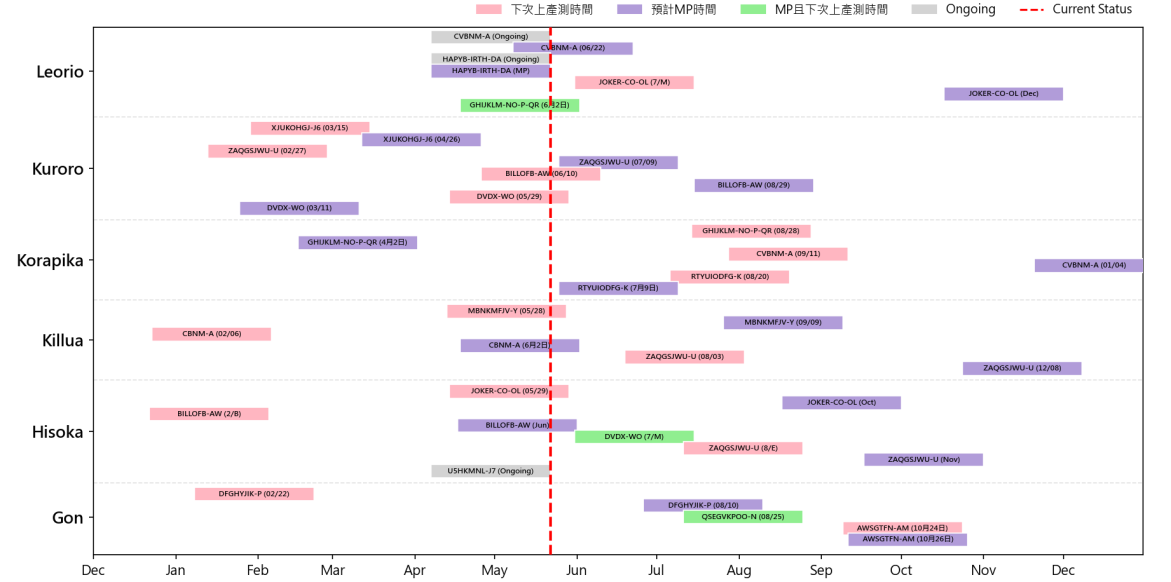 下次上產測時間 預計MP時間 MP且下次上產測時間 Ongoing Current Status
Leorio
CVBNM-A (Ongoing)
CVBNM-A (06/22)
HAPYB-IRTH-DA (Ongoing)
HAPYB-IRTH-DA (MP)
JOKER-CO-OL (7/M)
JOKER-CO-OL (Dec)
GHIJKLM-NO-P-QR (6月2日)
Kuroro
XJUKOHGJ-J6 (03/15)
XJUKOHGJ-J6 (04/26)
ZAQGSJWU-U (02/27)
ZAQGSJWU-U (07/09)
BILLOFB-AW (06/10)
BILLOFB-AW (08/29)
DVDX-WO (05/29)
DVDX-WO (03/11)
Korapika
GHIJKLM-NO-P-QR (08/28)
GHIJKLM-NO-P-QR (4月2日)
CVBNM-A (09/11)
CVBNM-A (01/04)
RTYUIODFG-K (08/20)
RTYUIODFG-K (7月9日)
Killua
MBNKMFJV-Y (05/28)
MBNKMFJV-Y (09/09)
CBNM-A (02/06)
CBNM-A (6月2日)
ZAQGSJWU-U (08/03)
ZAQGSJWU-U (12/08)
Hisoka
JOKER-CO-OL (05/29)
JOKER-CO-OL (Oct)
BILLOFB-AW (2/B)
BILLOFB-AW (Jun)
DVDX-WO (7/M)
ZAQGSJWU-U (8/E)
ZAQGSJWU-U (Nov)
U5HKMNL-J7 (Ongoing)
Gon
DFGHYJIK-P (02/22)
DFGHYJIK-P (08/10)
QSEGVKPOO-N (08/25)
AWSGTFN-AM (10月24日)
AWSGTFN-AM (10月26日)
Dec Jan Feb Mar Apr May Jun Jul Aug Sep Oct Nov Dec